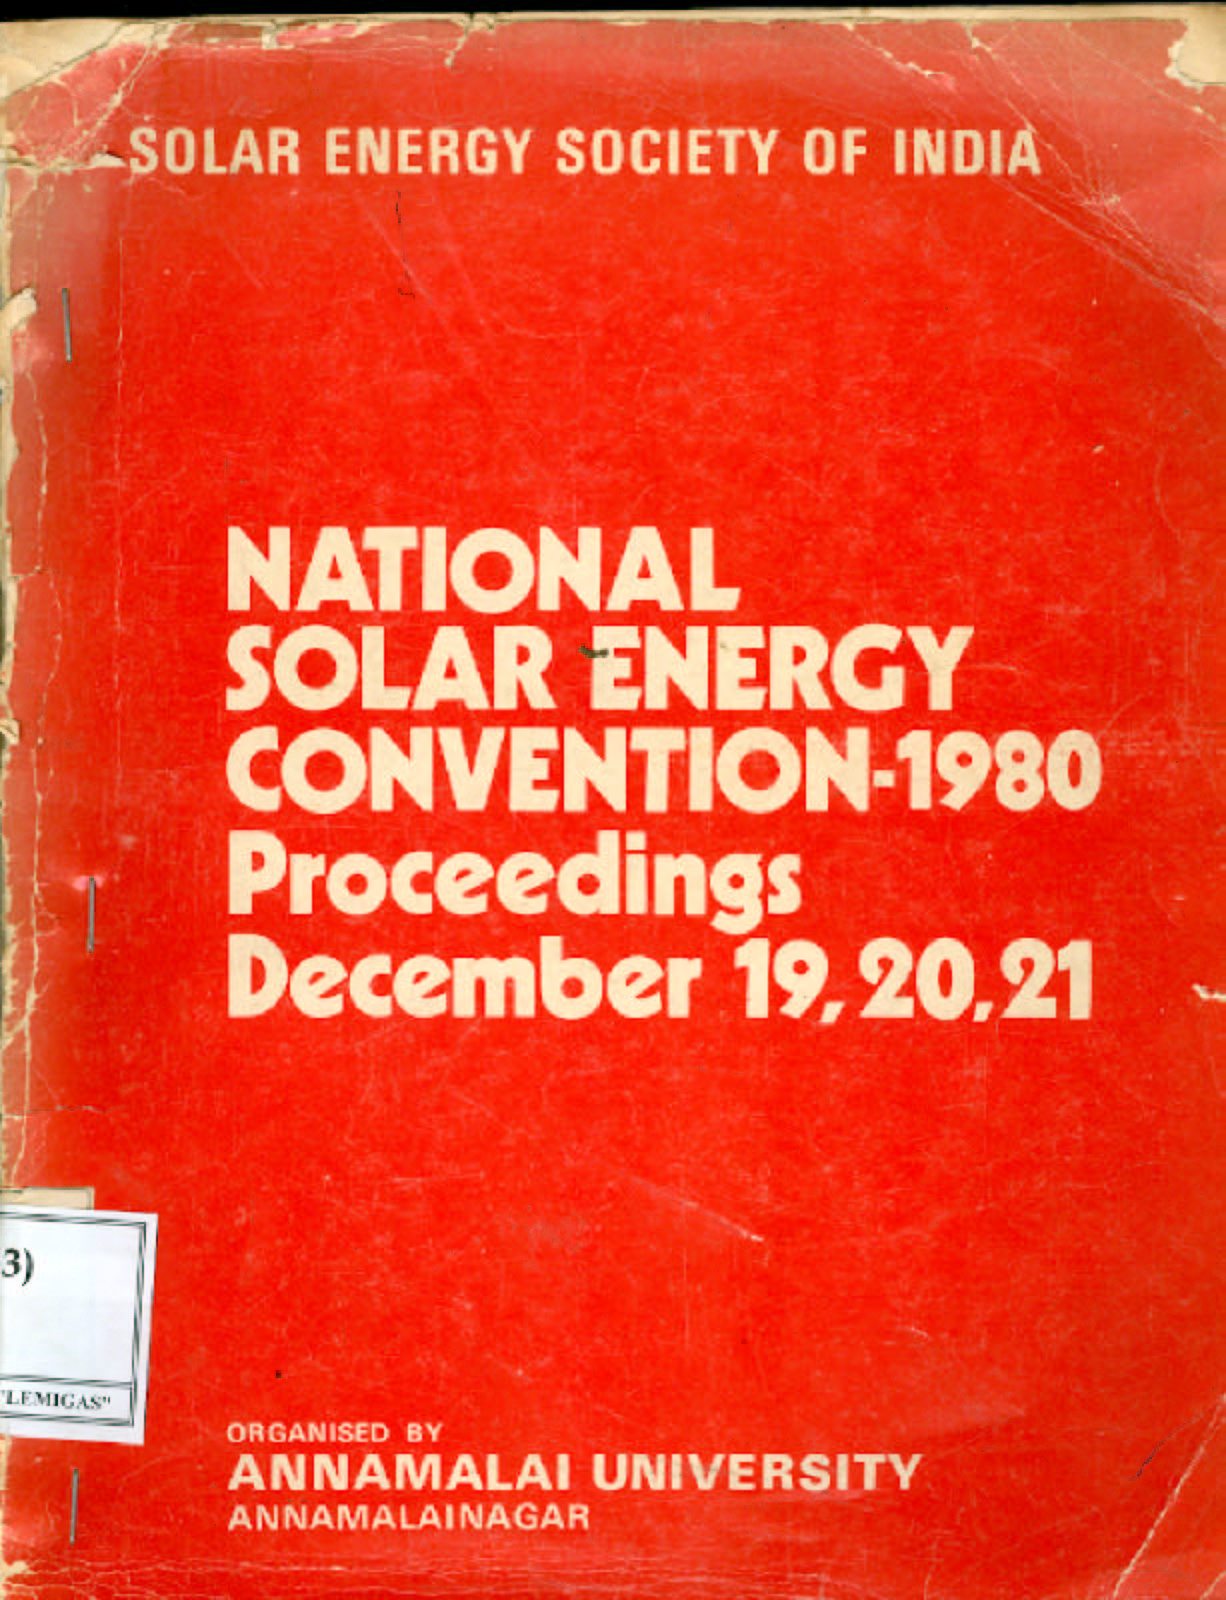 SOLAR ENERGY SOCIETY OF INDIA
NATIONAL
SOLAR ENERGY
CONVENTION-1980
Proceedings
December 19, 20, 21
3)
"LEMIGAS"
ORGANISED BY
ANNAMALAI UNIVERSITY
ANNAMALAINAGAR